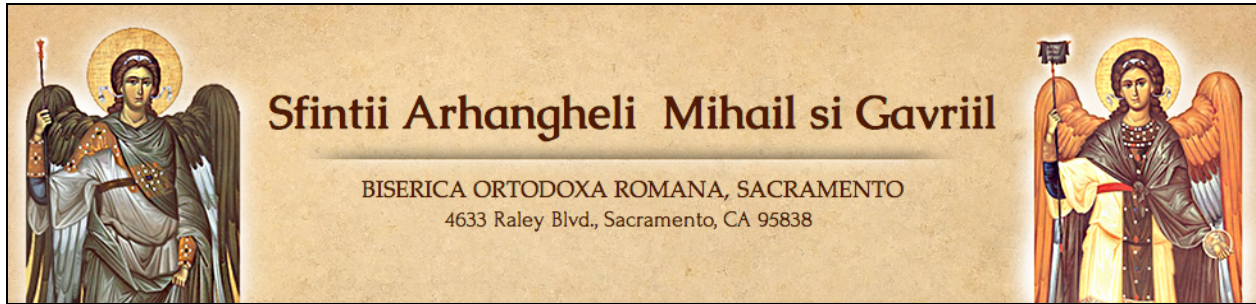 Sfintii Arhangheli Mihail si Gavriil
BISERICA ORTODOXA ROMANA, SACRAMENTO
4633 Raley Blvd., Sacramento, CA 95838